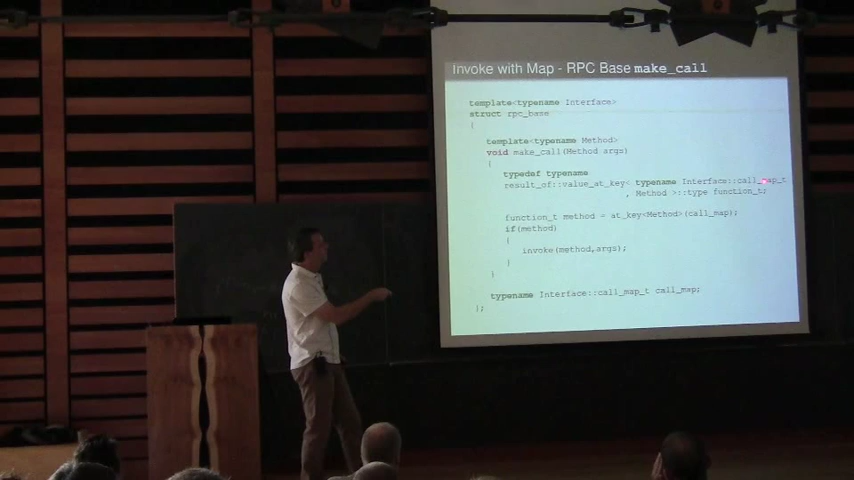 Invoke with Map - RPC Base make_call
template<typename Interface>
struct rpc_base
{
template<typename Method>
void make_call(Method args)
{
typedef typename
result_of::value_at_key< typename Interface::call_map_t
, Method >::type function_t;
function_t method = at_key<Method>(call_map);
if(method)
{
invoke(method,args);
}
}
typename Interface::call_map_t call_map;
};